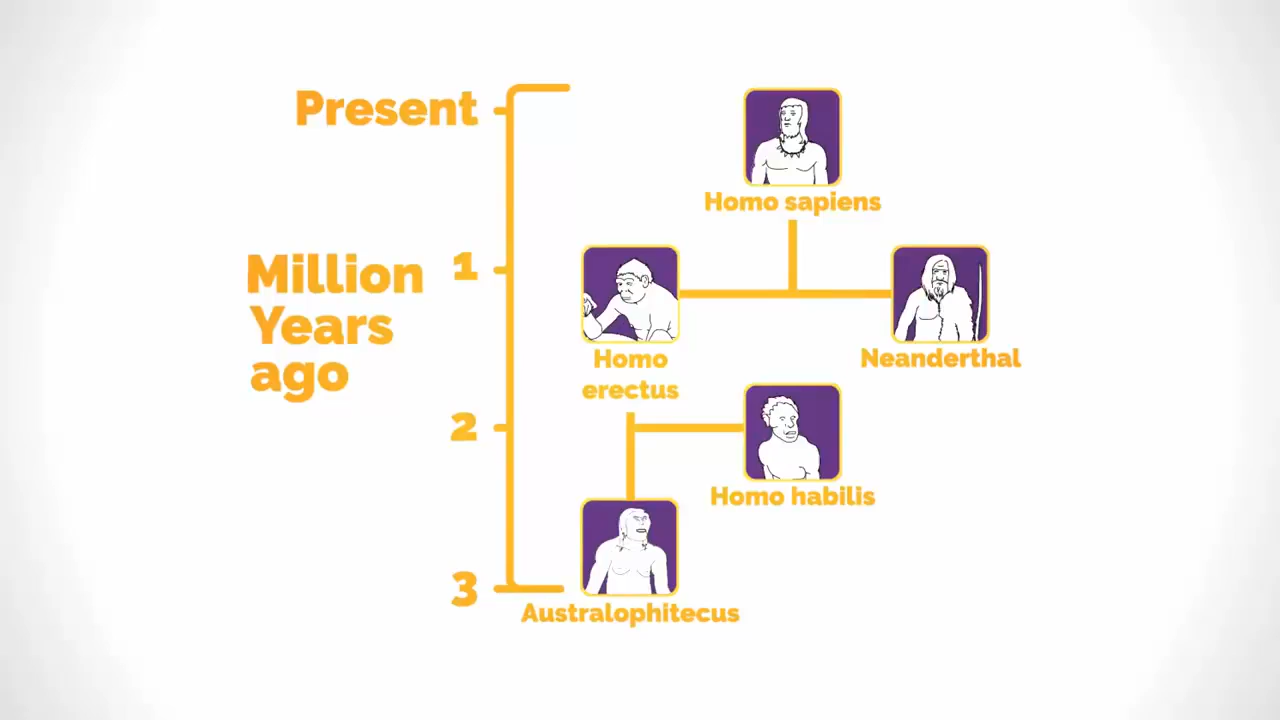 Present
Homo sapiens
Million
Years
ago
1
Homo
erectus
Neanderthal
2
Homo habilis
3
Australophitecus